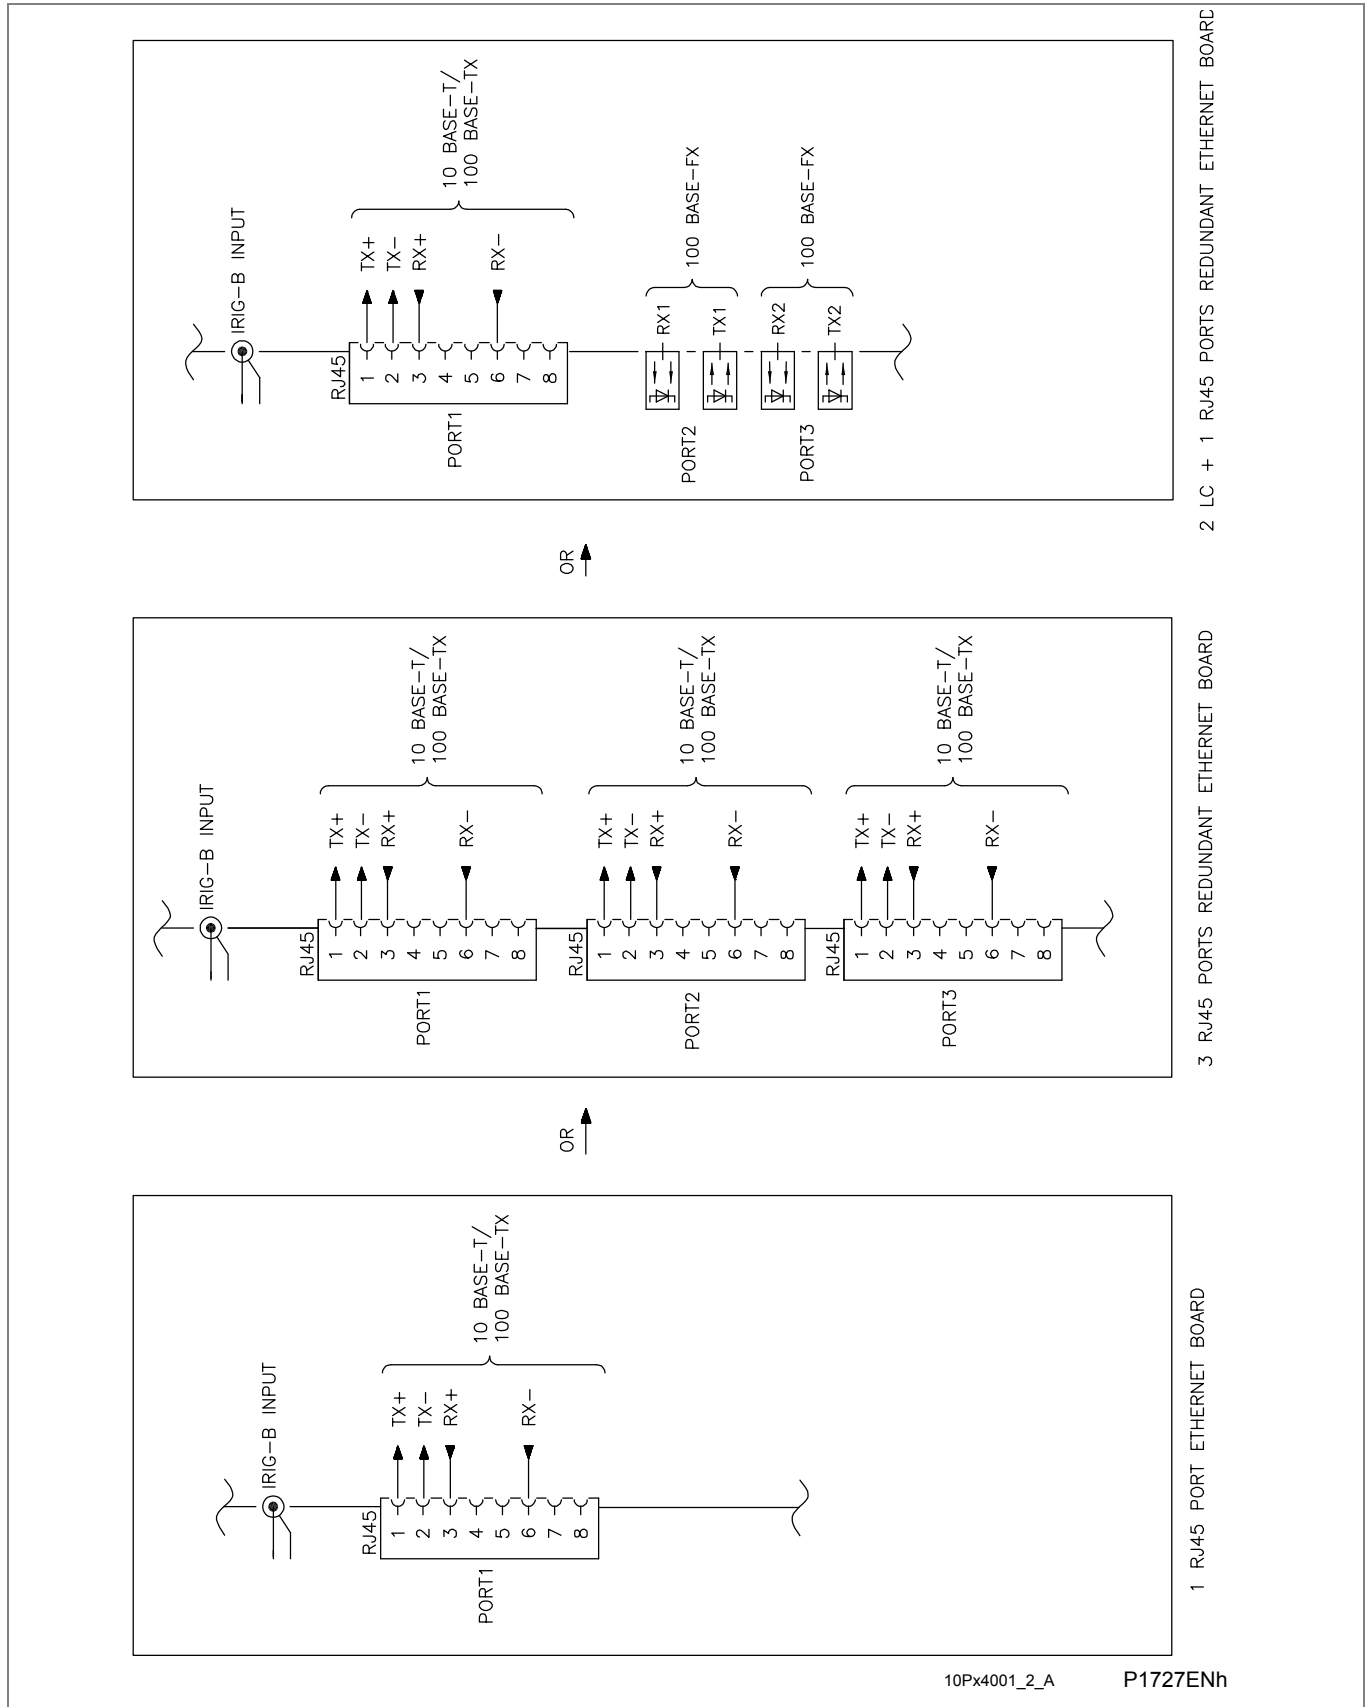 IRIG-B INPUT
RJ45
1
2
3
4
5
6
7
8
PORT1
TX+
TX-
RX+
RX-
10 BASE-T/
100 BASE-TX
1 RJ45 PORT ETHERNET BOARD
OR
IRIG-B INPUT
RJ45
1
2
3
4
5
6
7
8
PORT1
TX+
TX-
RX+
RX-
10 BASE-T/
100 BASE-TX
RJ45
1
2
3
4
5
6
7
8
PORT2
TX+
TX-
RX+
RX-
10 BASE-T/
100 BASE-TX
RJ45
1
2
3
4
5
6
7
8
PORT3
TX+
TX-
RX+
RX-
10 BASE-T/
100 BASE-TX
3 RJ45 PORTS REDUNDANT ETHERNET BOARD
OR
IRIG-B INPUT
RJ45
1
2
3
4
5
6
7
8
PORT1
TX+
TX-
RX+
RX-
10 BASE-T/
100 BASE-TX
PORT2
RX1
TX1
100 BASE-FX
PORT3
RX2
TX2
100 BASE-FX
2 LC + 1 RJ45 PORTS REDUNDANT ETHERNET BOARD
10Px4001_2_A
P1727ENh